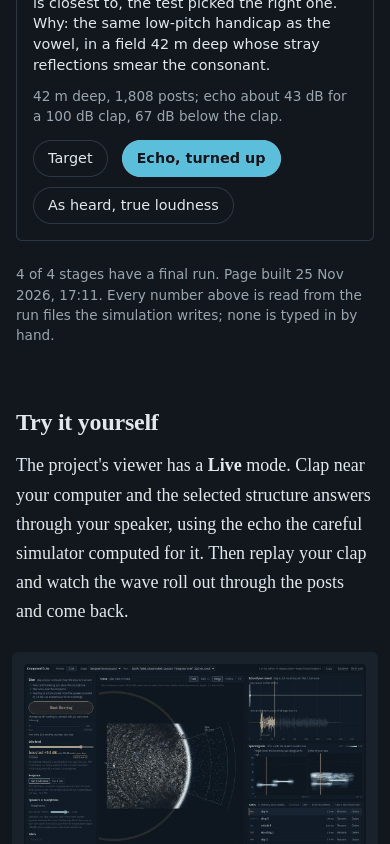 is closest to, the test picked the right one.
Why: the same low-pitch handicap as the
vowel, in a field 42 m deep whose stray
reflections smear the consonant.
42 m deep, 1,808 posts; echo about 43 dB for
a 100 dB clap, 67 dB below the clap.
Target
Echo, turned up
As heard, true loudness
4 of 4 stages have a final run. Page built 25 Nov
2026, 17:11. Every number above is read from the
run files the simulation writes; none is typed in by
hand.
Try it yourself
The project's viewer has a Live mode. Clap near
your computer and the selected structure answers
through your speaker, using the echo the careful
simulator computed for it. Then replay your clap
and watch the wave roll out through the posts
and come back.